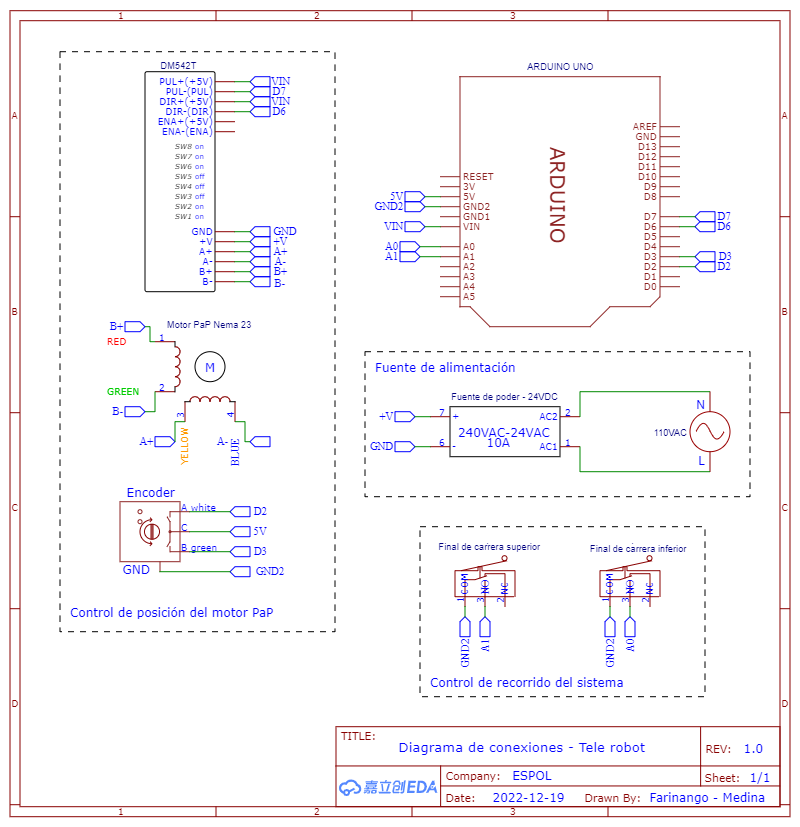 1
2
3
A
B
C
D
DM542T
PUL+(+5V) VIN
PUL-(PUL) D7
DIR+(+5V) VIN
DIR-(DIR) D6
ENA+(+5V)
ENA-(ENA)
SW8 on
SW7 on
SW6 on
SW5 off
SW4 off
SW3 off
SW2 on
SW1 on
GND GND
+V +V
A+ A+
A- A-
B+ B+
B- B-
Motor PaP Nema 23
B+ 1
RED
M
GREEN 2
B-
3 4
A+ A-
YELLOW
BLUE
Encoder
A white D2
C 5V
B green D3
GND GND2
Control de posición del motor PaP
ARDUINO UNO
ARDUINO
RESET
3V
5V 5V
GND2 GND2
GND1
VIN VIN
A0 A0
A1 A1
A2
A3
A4
A5
AREF
GND
D13
D12
D11
D10
D9
D8
D7 D7
D6 D6
D5
D4
D3 D3
D2 D2
D1
D0
Fuente de alimentación
Fuente de poder - 24VDC
+V 7 + AC2 2
240VAC-24VAC
10A
GND 6 - AC1 1
110VAC
N
L
Final de carrera superior
COM NO NC
1 3 2
GND2 A1
Final de carrera inferior
COM NO NC
1 3 2
GND2 A0
Control de recorrido del sistema
TITLE:
Diagrama de conexiones - Tele robot
REV: 1.0
嘉立创EDA
Company: ESPOL
Sheet: 1/1
Date: 2022-12-19 Drawn By: Farinango - Medina
A
B
C
D
1
2
3